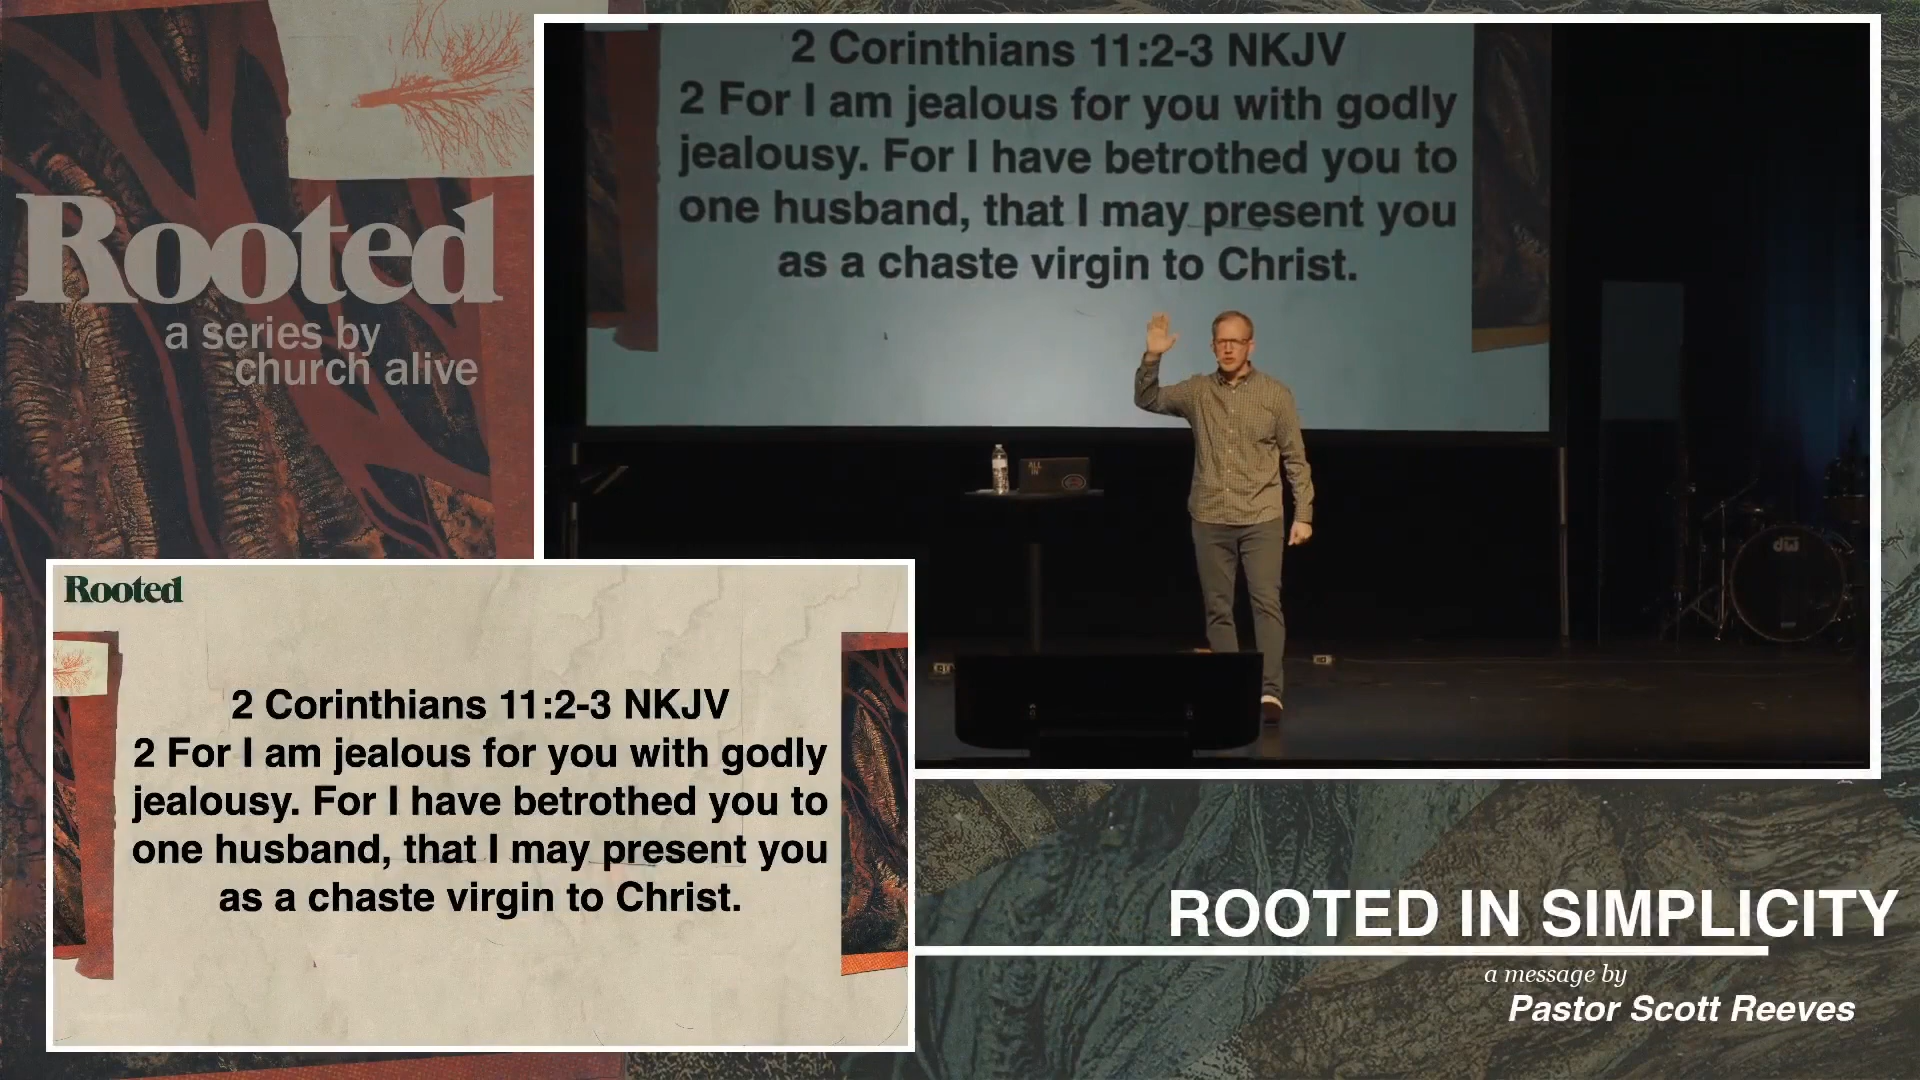 Rooted
a series by
church alive
2 Corinthians 11:2-3 NKJV
2 For I am jealous for you with godly
jealousy. For I have betrothed you to
one husband, that I may present you
as a chaste virgin to Christ.
ALL
IN
dw
Rooted
2 Corinthians 11:2-3 NKJV
2 For I am jealous for you with godly
jealousy. For I have betrothed you to
one husband, that I may present you
as a chaste virgin to Christ.
ROOTED IN SIMPLICITY
a message by
Pastor Scott Reeves